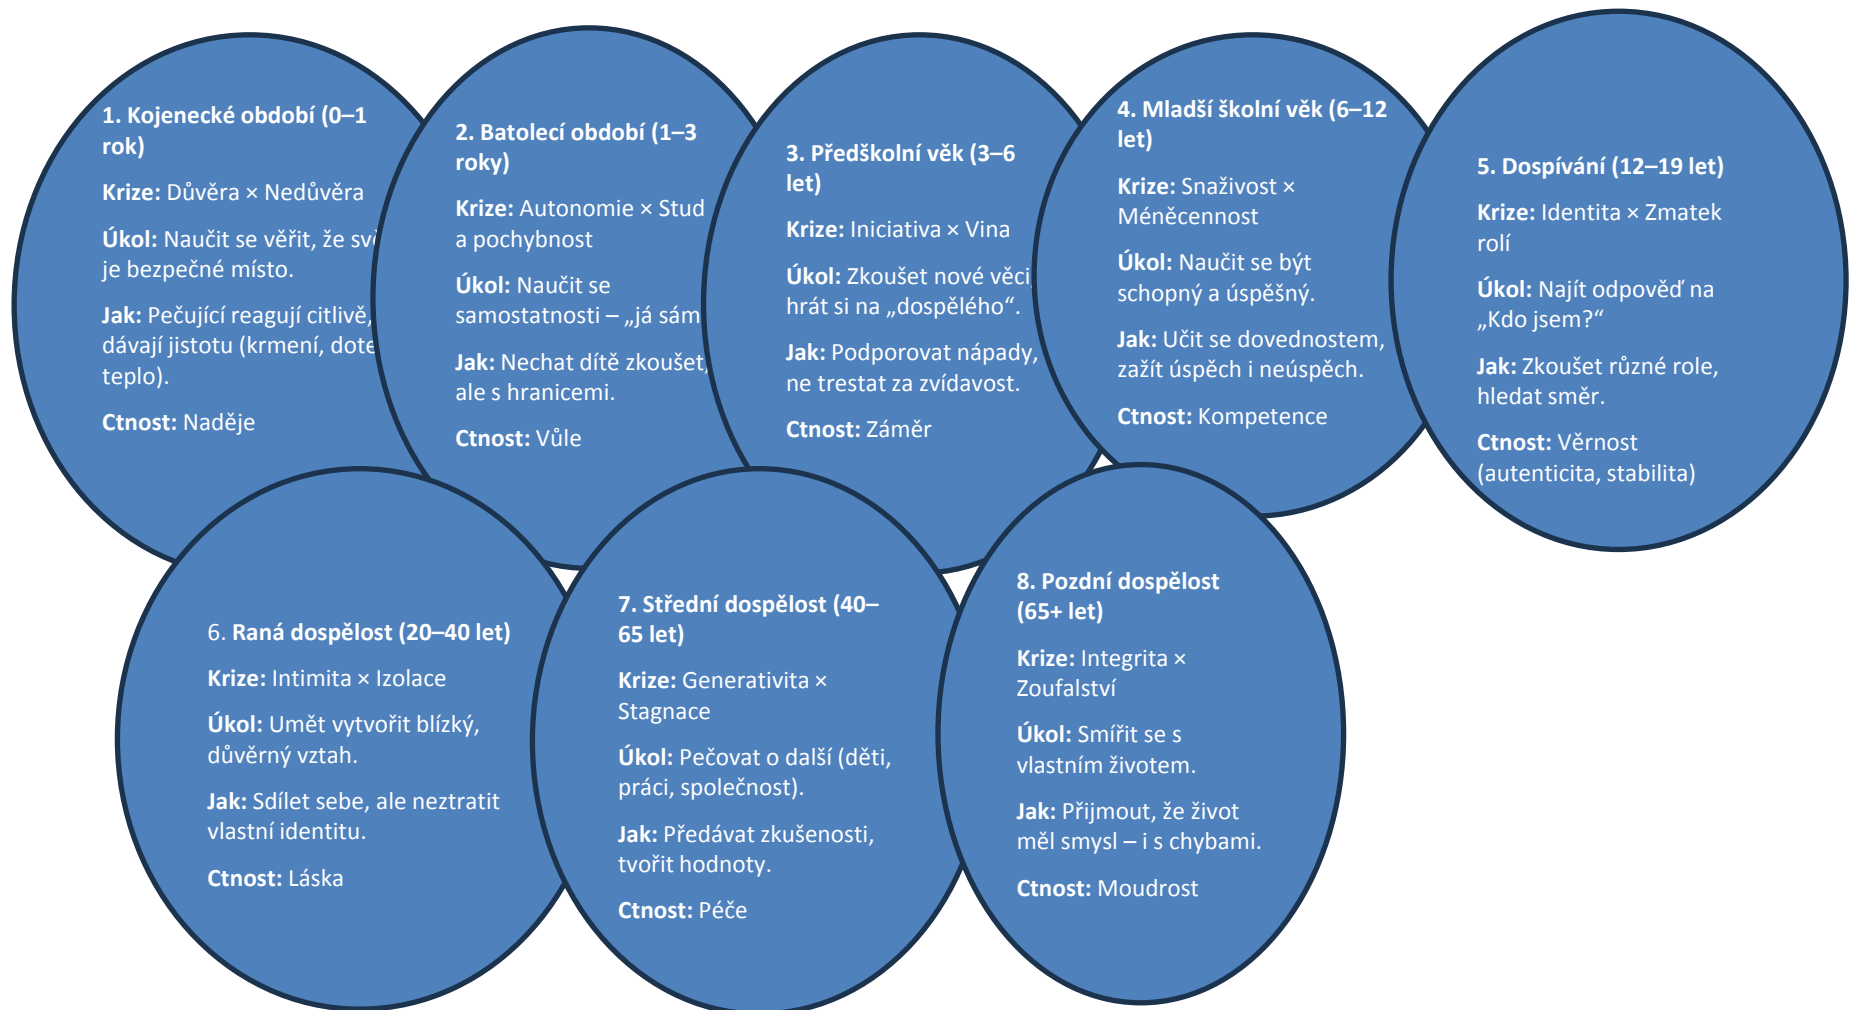 1. Kojenecké období (0–1
rok)
Krize: Důvěra × Nedůvěra
Úkol: Naučit se věřit, že
je bezpečné místo.
Jak: Pečující reagují citlivě,
dávají jistotu (krmení,
teplo).
Ctnost: Naděje
2. Batolecí období (1–3
roky)
Krize: Autonomie × Stud
a pochybnost
Úkol: Naučit se
samostatnosti – „já sám
Jak: Nechat dítě zkoušet,
ale s hranicemi.
Ctnost: Vůle
3. Předškolní věk (3–6
let)
Krize: Iniciativa × Vina
Úkol: Zkoušet nové věci,
hrát si na „dospělého“.
Jak: Podporovat nápady,
ne trestat za zvídavost.
Ctnost: Záměr
4. Mladší školní věk (6–12
let)
Krize: Snaživost ×
Méněcennost
Úkol: Naučit se být
schopný a úspěšný.
Jak: Učit se dovednostem,
zažít úspěch i neúspěch.
Ctnost: Kompetence
5. Dospívání (12–19 let)
Krize: Identita × Zmatek
rolí
Úkol: Najít odpověď na
„Kdo jsem?“
Jak: Zkoušet různé role,
hledat směr.
Ctnost: Věrnost
(autenticita, stabilita)
6. Raná dospělost (20–40 let)
Krize: Intimita × Izolace
Úkol: Umět vytvořit blízký,
důvěrný vztah.
Jak: Sdílet sebe, ale neztratit
vlastní identitu.
Ctnost: Láska
7. Střední dospělost (40–
65 let)
Krize: Generativita ×
Stagnace
Úkol: Pečovat o další (děti,
práci, společnost).
Jak: Předávat zkušenosti,
tvořit hodnoty.
Ctnost: Péče
8. Pozdní dospělost
(65+ let)
Krize: Integrita ×
Zoufalství
Úkol: Smířit se s
vlastním životem.
Jak: Přijmout, že život
měl smysl – i s chybami.
Ctnost: Moudrost